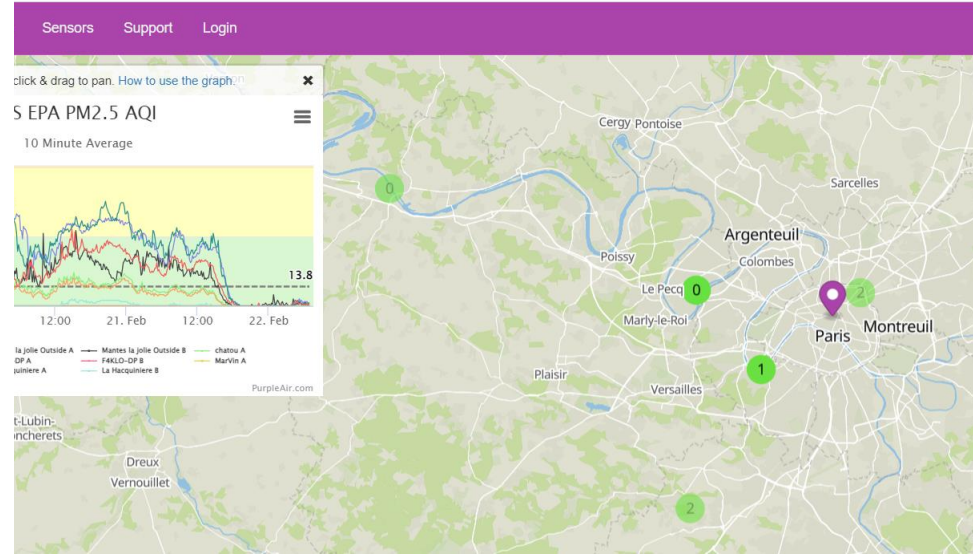 Sensors Support Login
click & drag to pan. How to use the graph.
S EPA PM2.5 AQI
10 Minute Average
13.8
12:00 21. Feb 12:00 22. Feb
la jolie Outside A Mantes la jolie Outside B chatou A
DP A F4KLO-DP B MarVin A
quiniere A La Hacquiniere B
PurpleAir.com
Cergy Pontoise
Sarcelles
0
Argenteuil
Colombes
Poissy
Le Pecq 0
2
Marly-le-Roi
Paris Montreuil
1
Plaisir
Versailles
t-Lubin-
oncherets
Dreux
Vernouillet
2